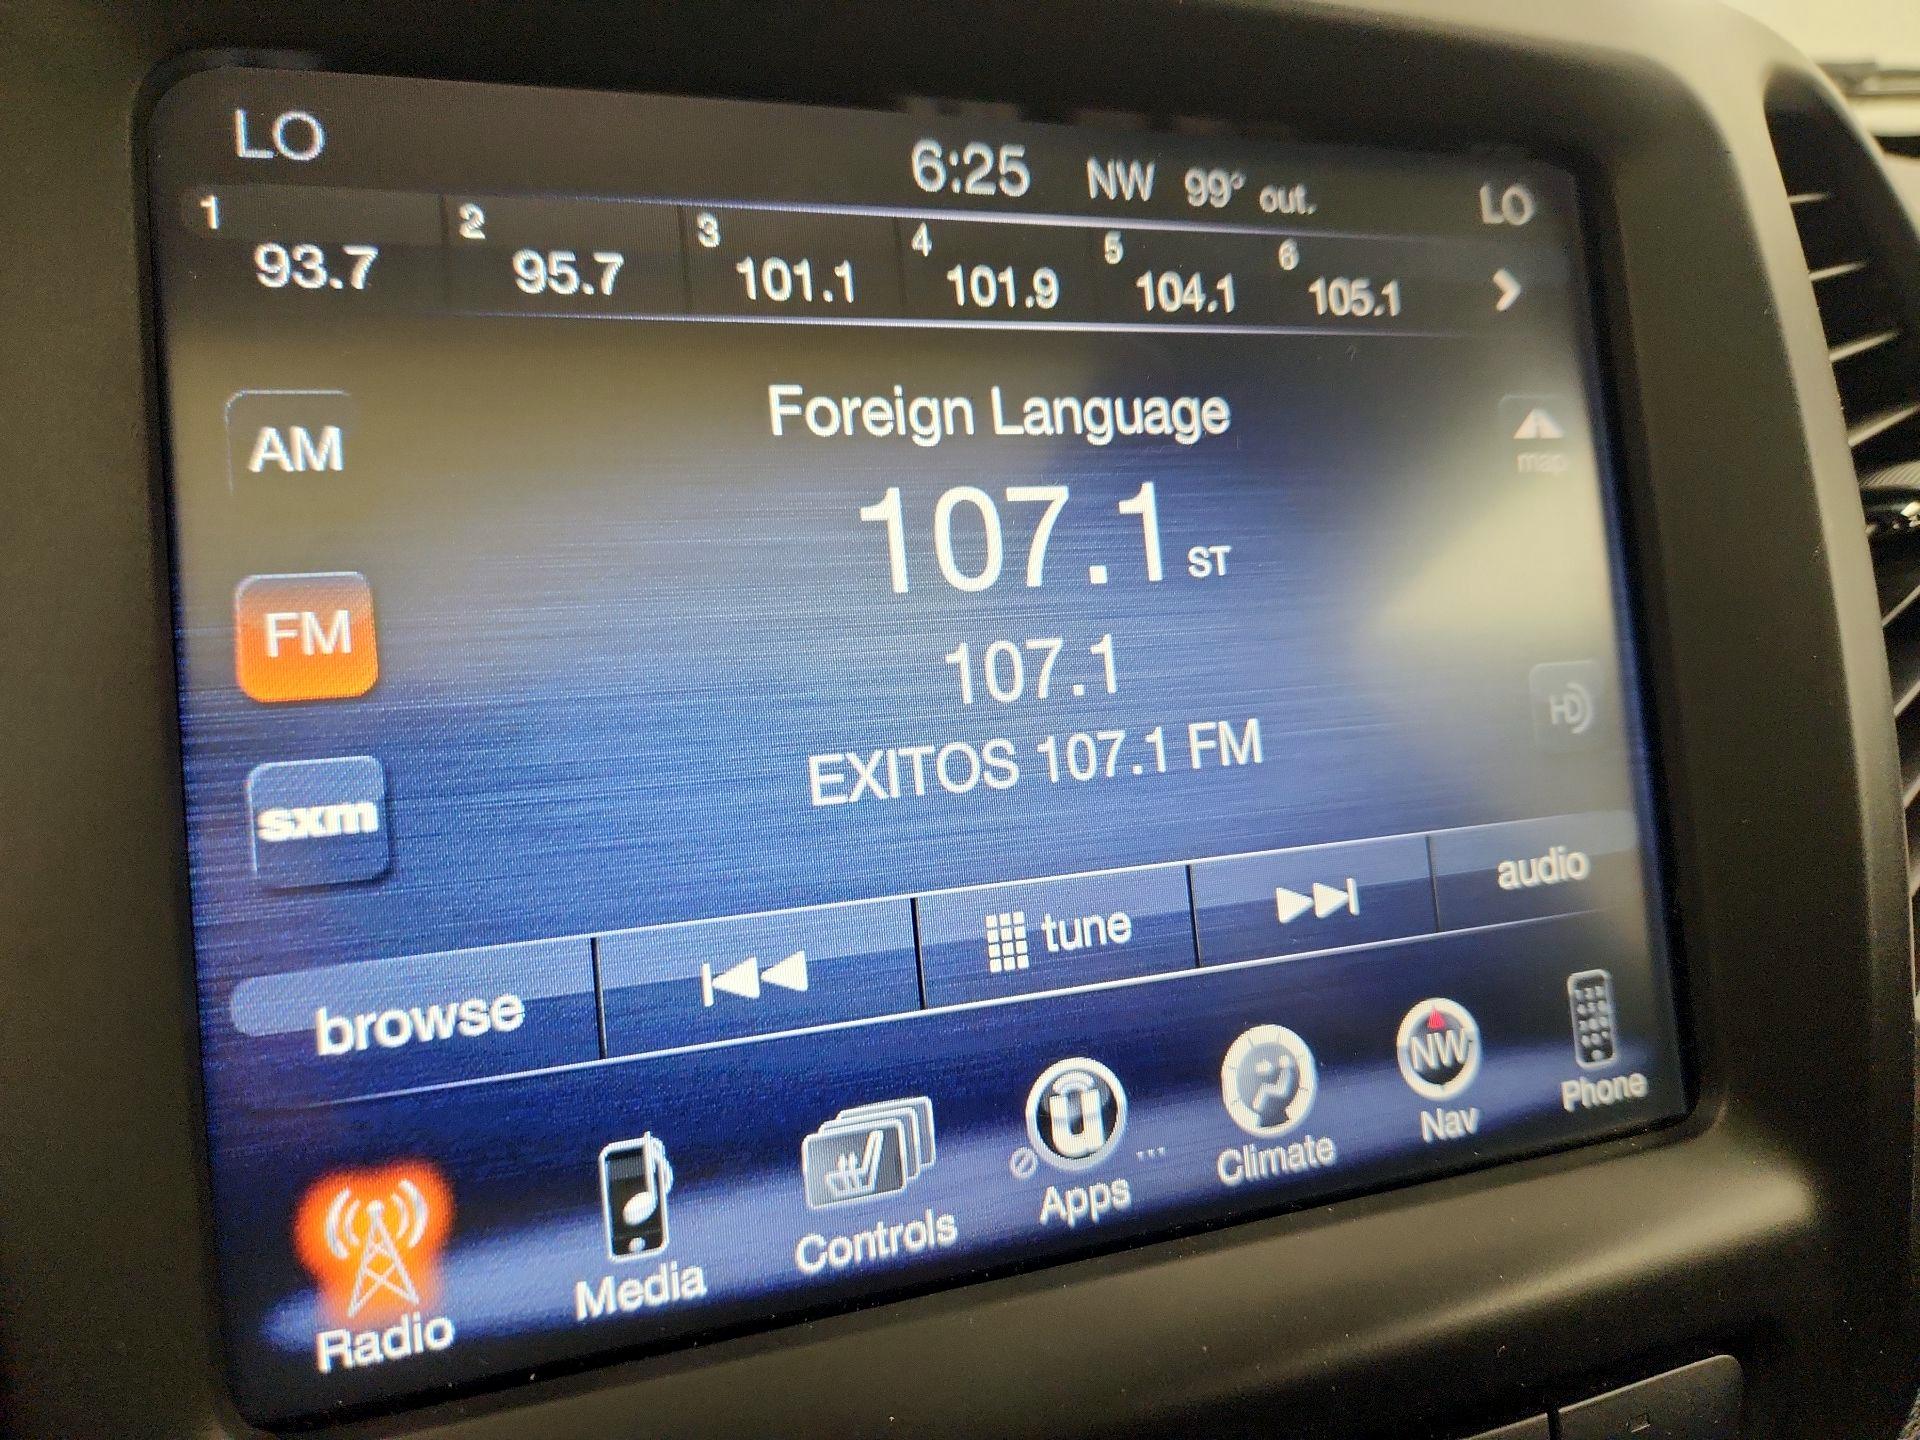 LO 6:25 NW 99° out. LO
1 2 3 4 5 6
93.7 95.7 101.1 101.9 104.1 105.1
Foreign Language
AM
map
107.1 ST
FM
107.1
HD
EXITOS 107.1 FM
sxm
browse tune audio
NW
Radio Media Controls Apps ... Climate Nav Phone